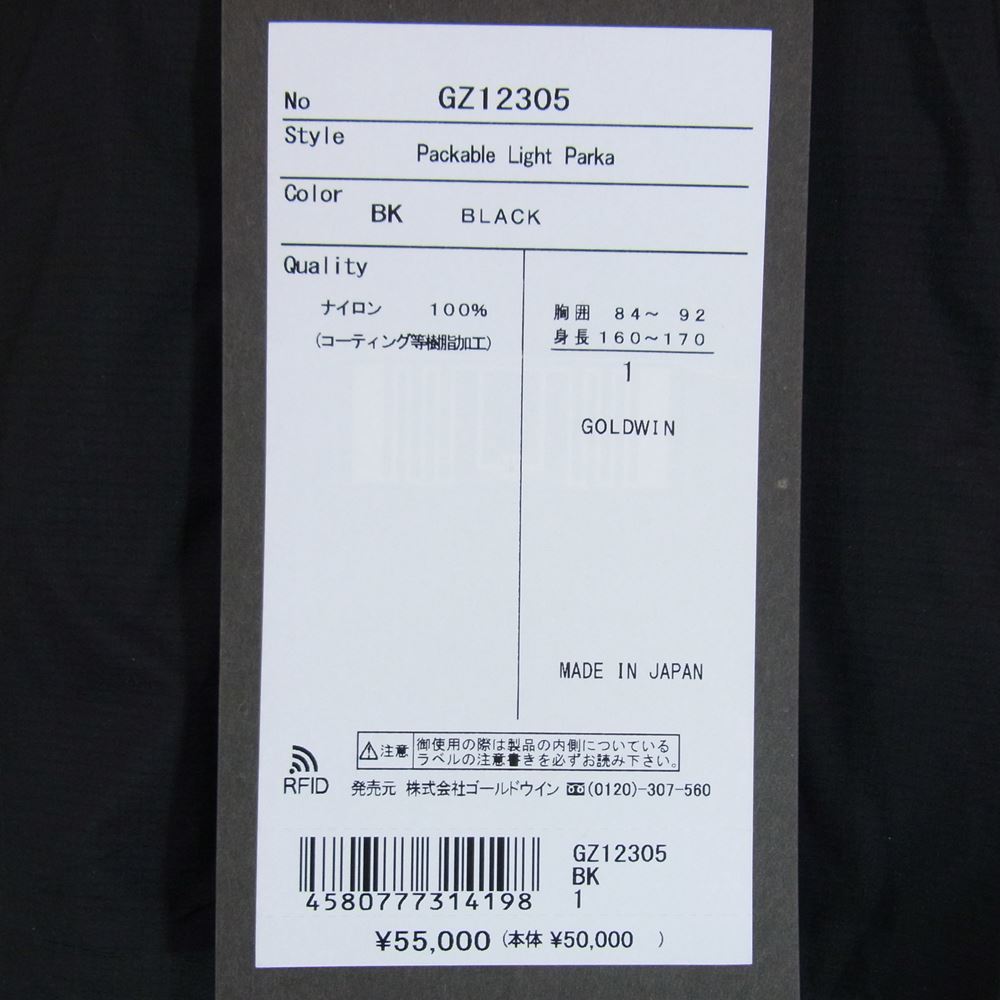 No GZ12305
Style Packable Light Parka
Color BK BLACK
Quality
ナイロン 100%
(コーティング等樹脂加工)
胸囲 84〜 92
身長 160〜170
1
GOLDWIN
MADE IN JAPAN
注意 御使用の際は製品の内側についている
ラベルの注意書きを必ずお読み下さい。
RFID
発売元 株式会社ゴールドウイン (0120)-307-560
GZ12305
BK
1
4580777314198
¥55,000 (本体 ¥50,000 )